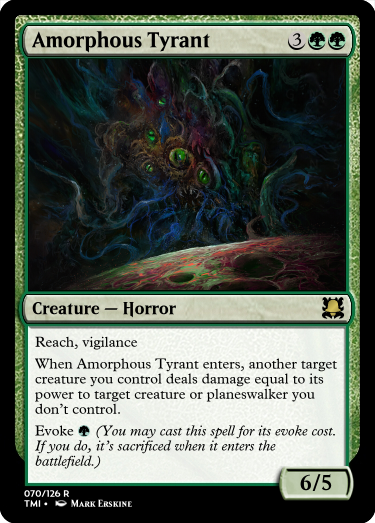 Amorphous Tyrant 3
Creature — Horror
Reach, vigilance
When Amorphous Tyrant enters, another target
creature you control deals damage equal to its
power to target creature or planeswalker you
don't control.
Evoke (You may cast this spell for its evoke cost.
If you do, it's sacrificed when it enters the
battlefield.)
6/5
070/126 R
TMI • Mark Erskine